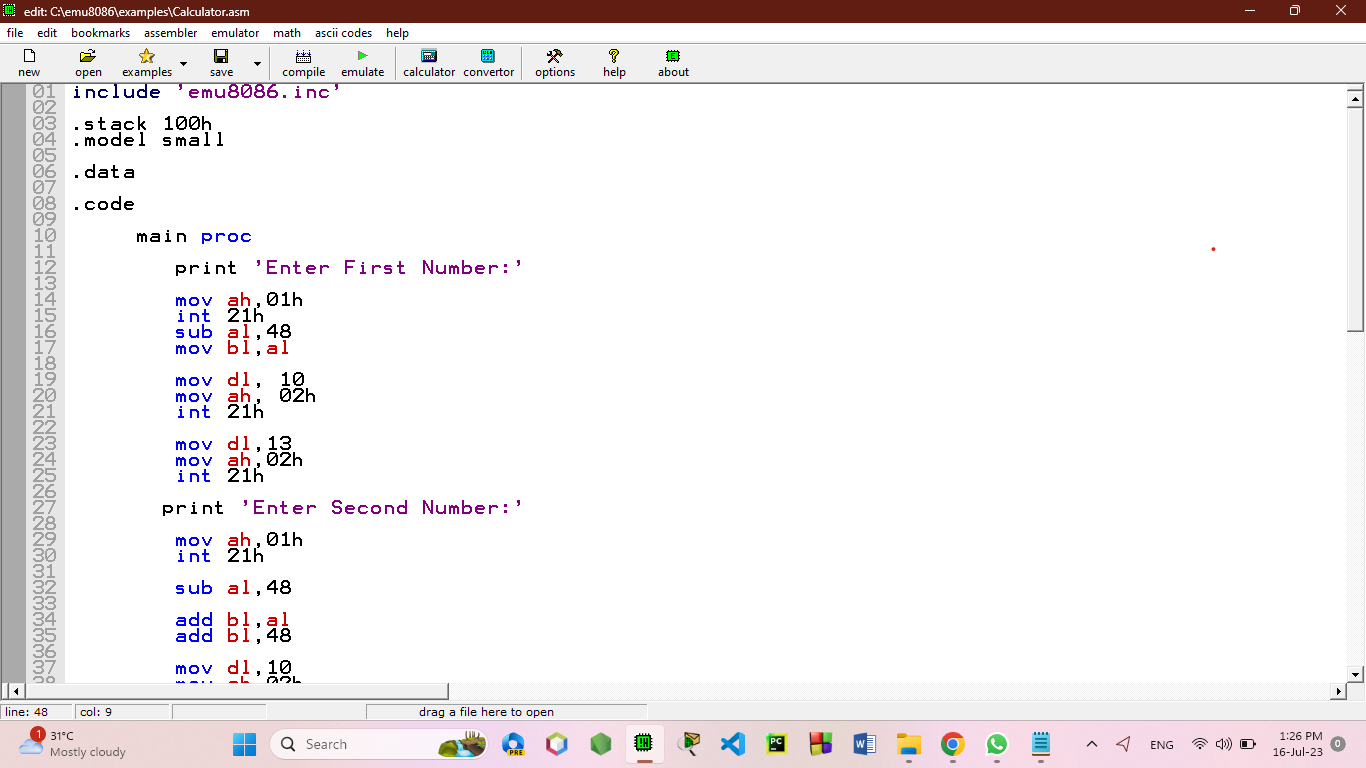 edit: C:\emu8086\examples\Calculator.asm
file edit bookmarks assembler emulator math ascii codes help
new open examples save compile emulate calculator convertor options help about
01 include 'emu8086.inc'
02
03 .stack 100h
04 .model small
05
06 .data
07
08 .code
09
10 main proc
11
12 print 'Enter First Number:'
13
14 mov ah,01h
15 int 21h
16 sub al,48
17 mov bl,al
18
19 mov dl, 10
20 mov ah, 02h
21 int 21h
22
23 mov dl,13
24 mov ah,02h
25 int 21h
26
27 print 'Enter Second Number:'
28
29 mov ah,01h
30 int 21h
31
32 sub al,48
33
34 add bl,al
35 add bl,48
36
37 mov dl,10
38 mov ah,02h
line: 48 col: 9 drag a file here to open
1 31°C
Mostly cloudy
Search
PRE
PC
W
ENG
1:26 PM
16-Jul-23
0